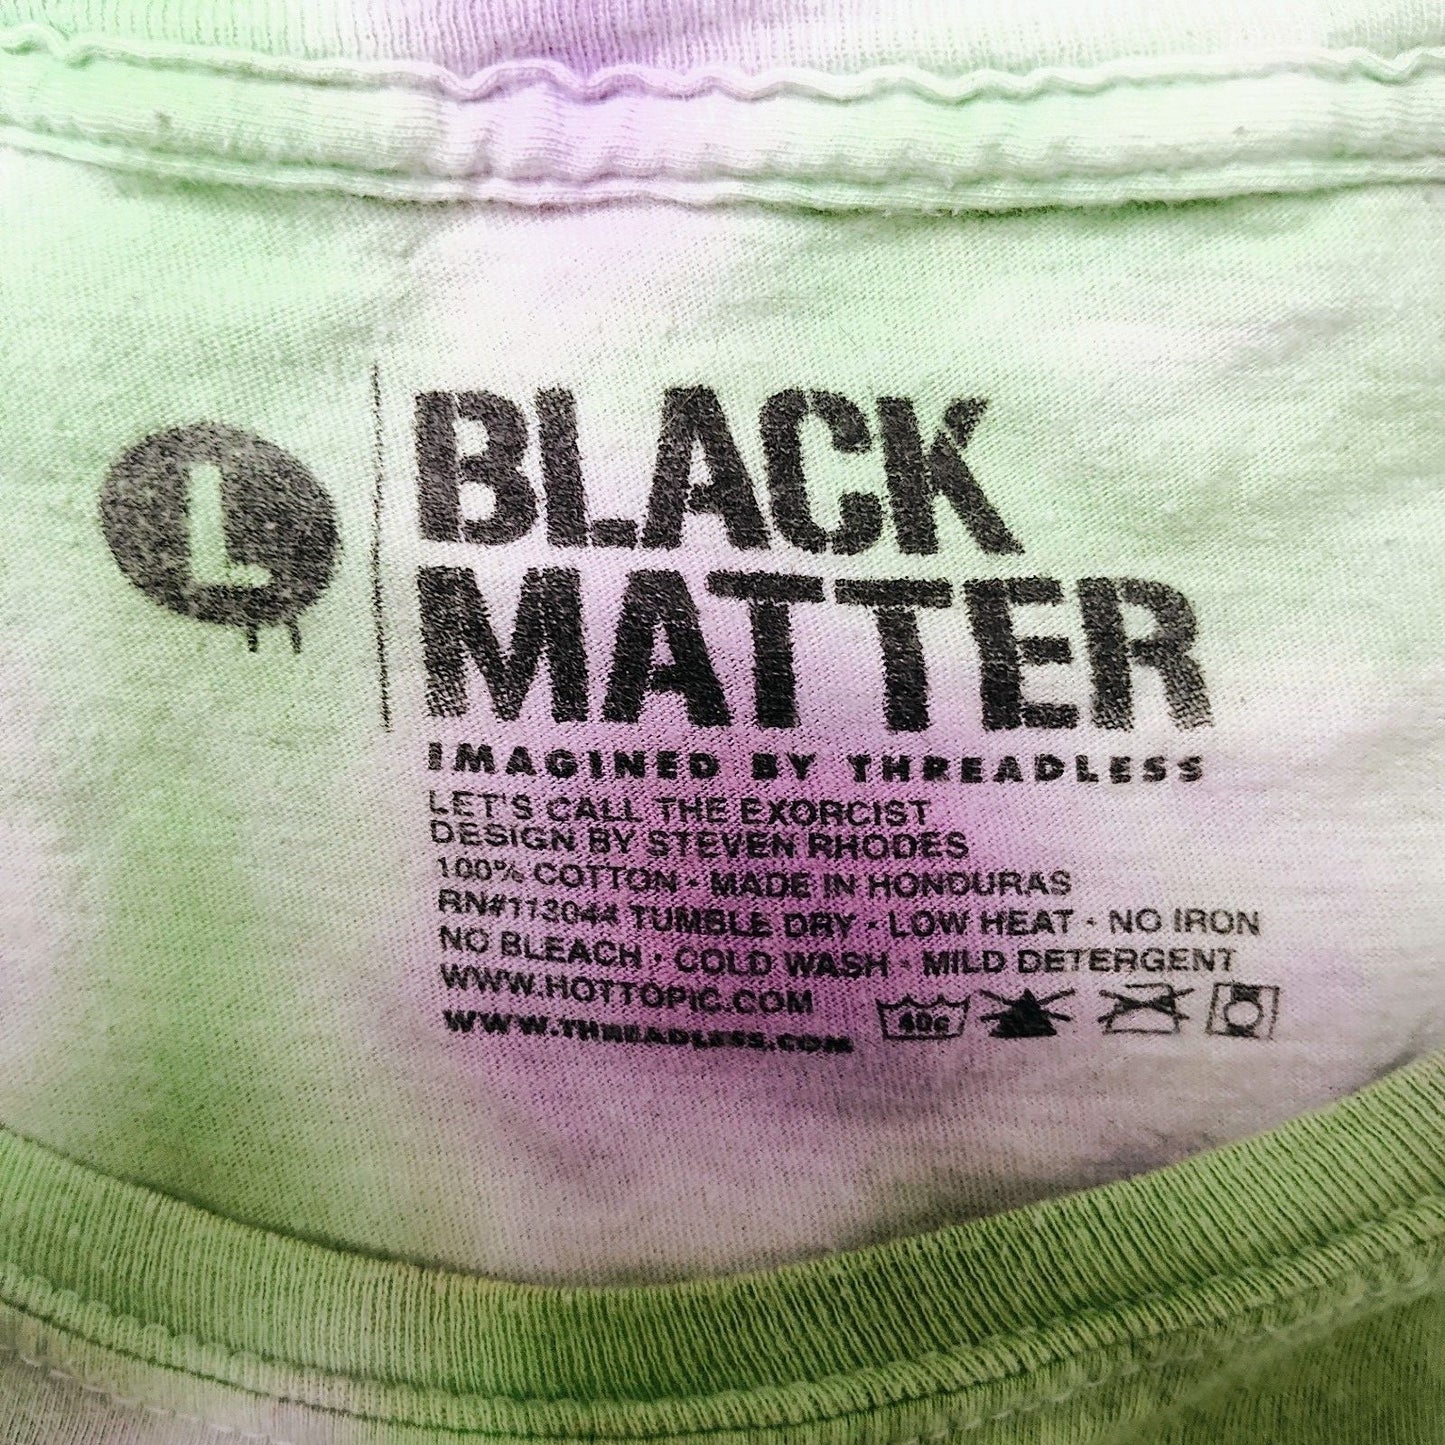 L
BLACK
MATTER
IMAGINED BY THREADLESS
LET'S CALL THE EXORCIST
DESIGN BY STEVEN RHODES
100% COTTON • MADE IN HONDURAS
RN#113044 TUMBLE DRY • LOW HEAT • NO IRON
NO BLEACH • COLD WASH • MILD DETERGENT
WWW.HOTTOPIC.COM
WWW.THREADLESS.COM
40c